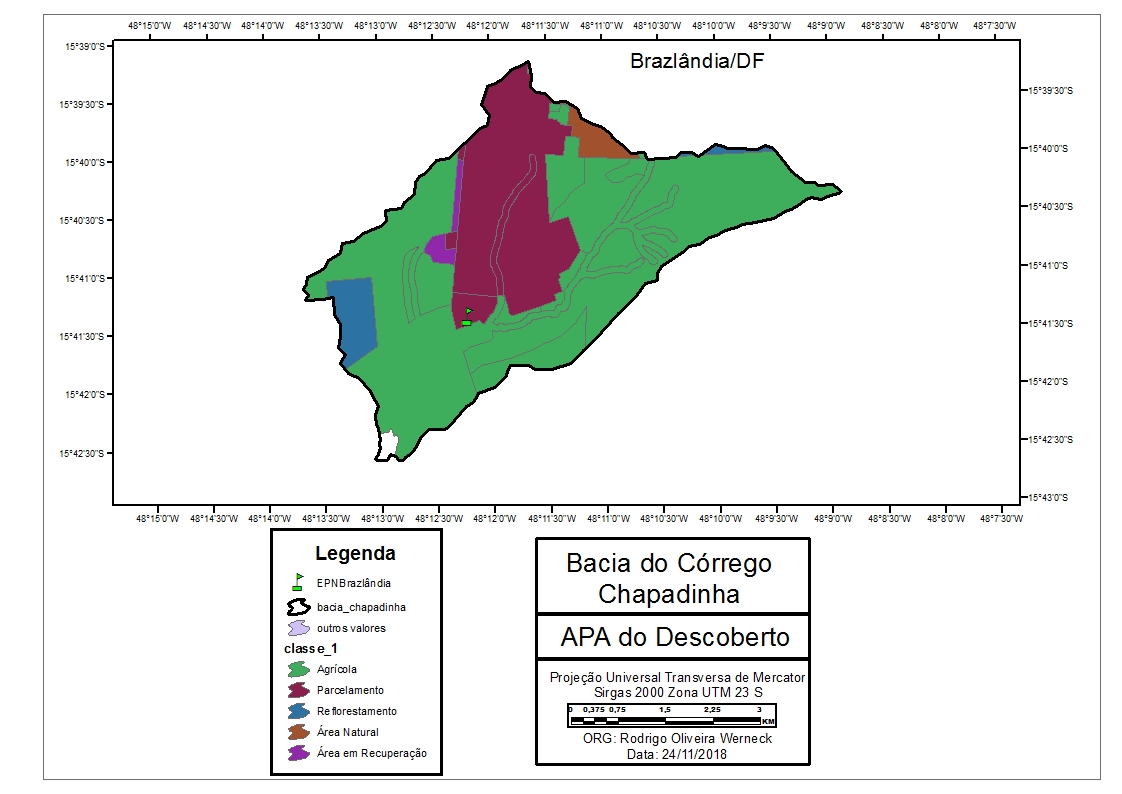 48°15'0"W 48°14'30"W 48°14'0"W 48°13'30"W 48°13'0"W 48°12'30"W 48°12'0"W 48°11'30"W 48°11'0"W 48°10'30"W 48°10'0"W 48°9'30"W 48°9'0"W 48°8'30"W 48°8'0"W 48°7'30"W
15°39'0"S
Brazlândia/DF
15°39'30"S
15°39'30"S
15°40'0"S
15°40'0"S
15°40'30"S
15°40'30"S
15°41'0"S
15°41'0"S
15°41'30"S
15°41'30"S
15°42'0"S
15°42'0"S
15°42'30"S
15°42'30"S
15°43'0"S
48°15'0"W 48°14'30"W 48°14'0"W 48°13'30"W 48°13'0"W 48°12'30"W 48°12'0"W 48°11'30"W 48°11'0"W 48°10'30"W 48°10'0"W 48°9'30"W 48°9'0"W 48°8'30"W 48°8'0"W 48°7'30"W
Legenda
EPNBrazlândia
bacia_chapadinha
outros valores
classe_1
Agrícola
Parcelamento
Reflorestamento
Área Natural
Área em Recuperação
Bacia do Córrego
Chapadinha
APA do Descoberto
Projeção Universal Transversa de Mercator
Sirgas 2000 Zona UTM 23 S
0 0,375 0,75 1,5 2,25 3
KM
ORG: Rodrigo Oliveira Werneck
Data: 24/11/2018